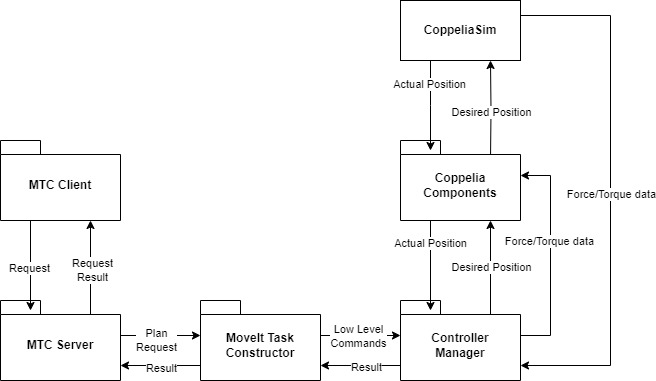 CoppeliaSim
Actual Position
Desired Position
MTC Client
Coppelia
Components
Force/Torque data
Actual Position
Force/Torque data
Request
Request
Result
Desired Position
MTC Server
Plan
Request
Result
MoveIt Task
Constructor
Low Level
Commands
Result
Controller
Manager